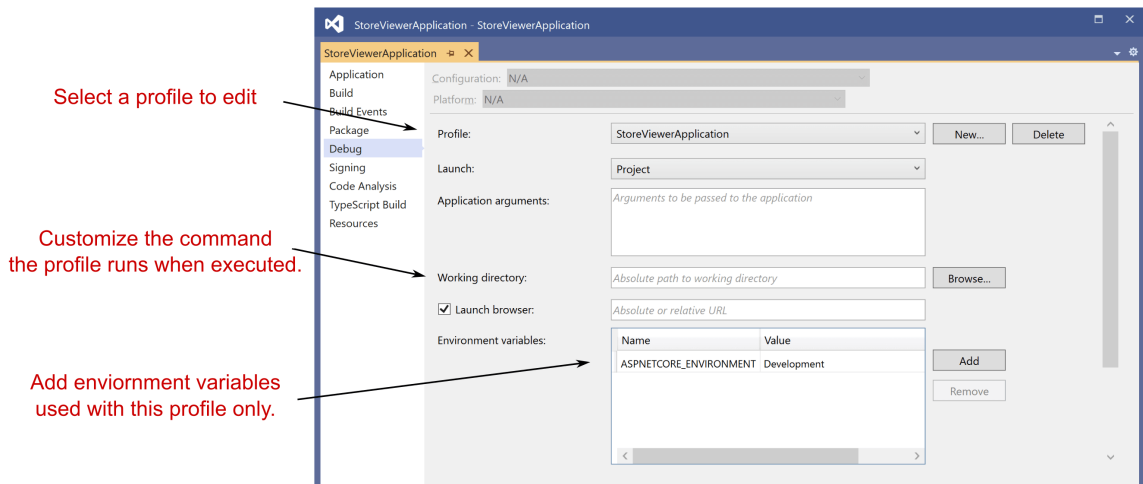 StoreViewerApplication - StoreViewerApplication
StoreViewerApplication
Application
Build
Build Events
Package
Debug
Signing
Code Analysis
TypeScript Build
Resources
Configuration: N/A
Platform: N/A
Select a profile to edit
Profile: StoreViewerApplication New... Delete
Launch: Project
Application arguments: Arguments to be passed to the application
Customize the command
the profile runs when executed.
Working directory: Absolute path to working directory Browse...
Launch browser: Absolute or relative URL
Environment variables: Name Value
ASPNETCORE_ENVIRONMENT Development Add
Remove
Add enviornment variables
used with this profile only.